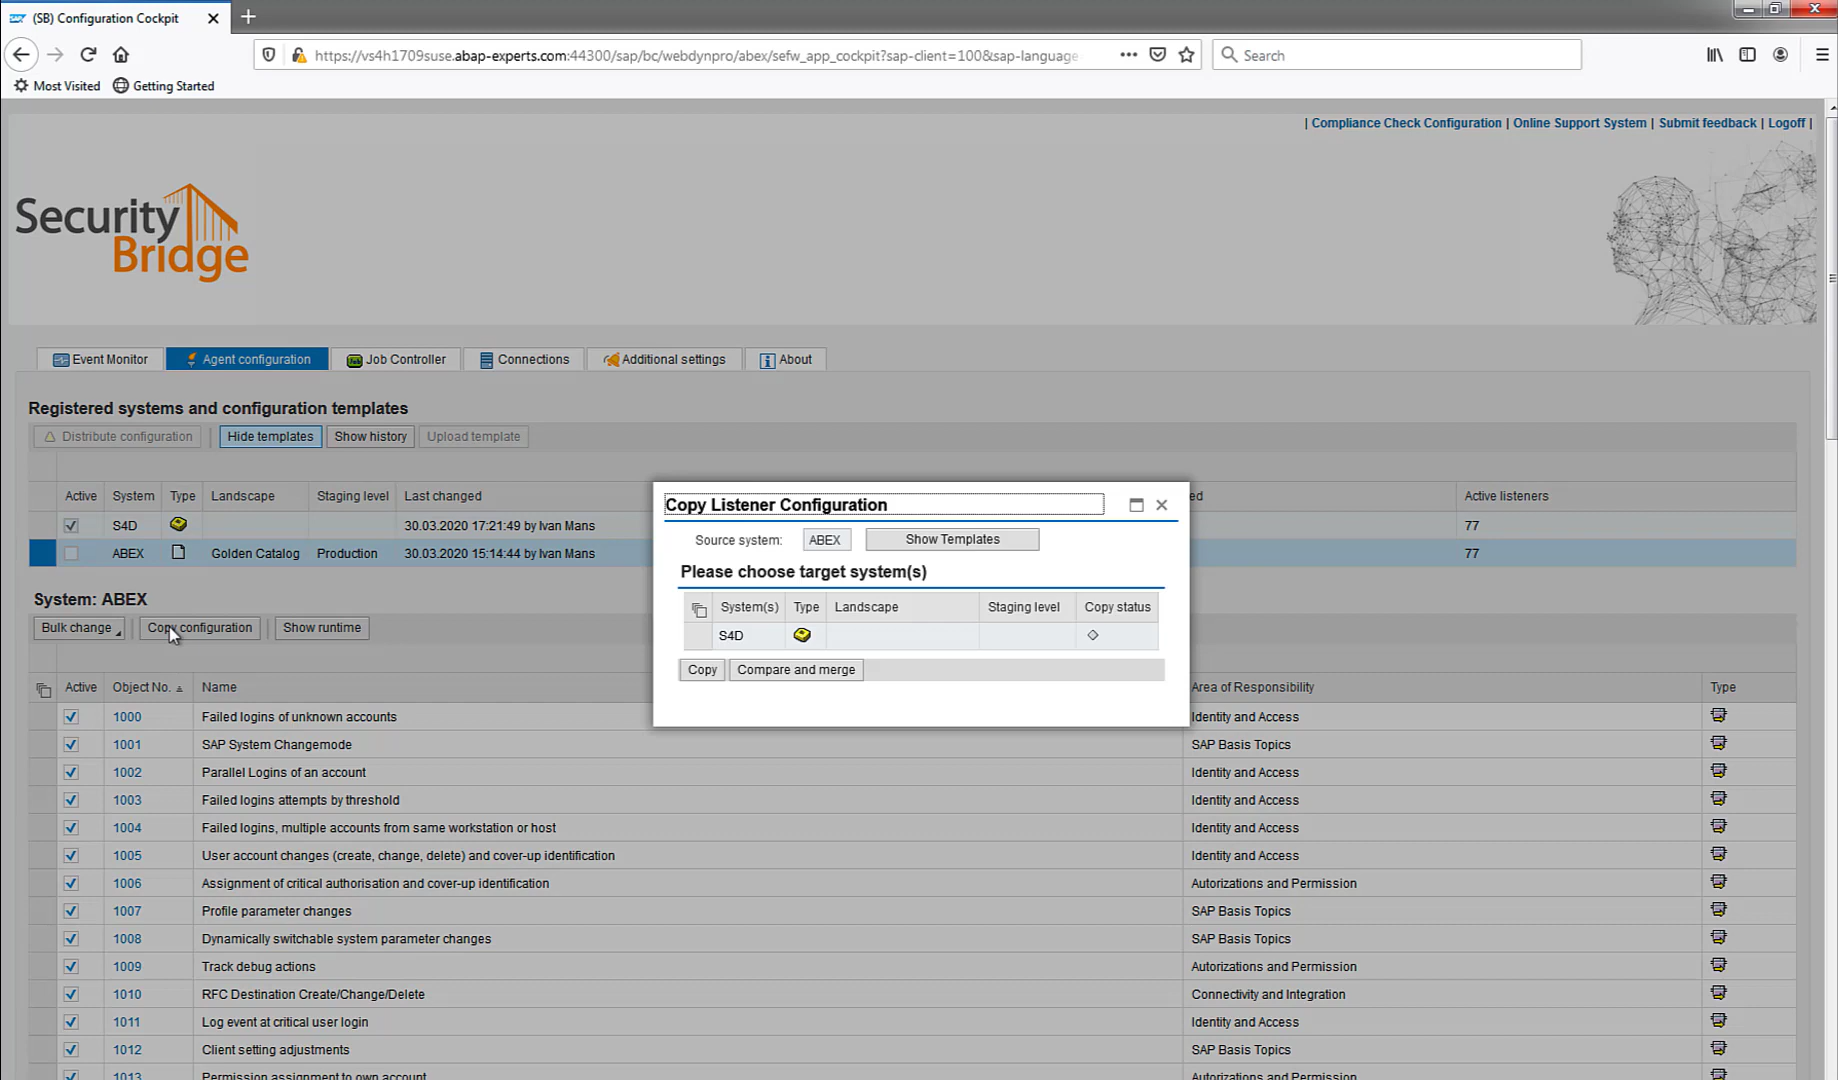 (SB) Configuration Cockpit
https://vs4h1709suse.abap-experts.com:44300/sap/bc/webdynpro/abex/sefw_app_cockpit?sap-client=100&sap-language
Search
Most Visited
Getting Started
| Compliance Check Configuration | Online Support System | Submit feedback | Logoff |
Security
Bridge
Event Monitor
Agent configuration
Job Controller
Connections
Additional settings
About
Registered systems and configuration templates
Distribute configuration
Hide templates
Show history
Upload template
Active System Type Landscape Staging level Last changed ed Active listeners
S4D 30.03.2020 17:21:49 by Ivan Mans 77
ABEX Golden Catalog Production 30.03.2020 15:14:44 by Ivan Mans 77
Copy Listener Configuration
Source system: ABEX Show Templates
Please choose target system(s)
System(s) Type Landscape Staging level Copy status
S4D
Copy Compare and merge
System: ABEX
Bulk change
Copy configuration
Show runtime
Active Object No. Name Area of Responsibility Type
1000 Failed logins of unknown accounts Identity and Access
1001 SAP System Changemode SAP Basis Topics
1002 Parallel Logins of an account Identity and Access
1003 Failed logins attempts by threshold Identity and Access
1004 Failed logins, multiple accounts from same workstation or host Identity and Access
1005 User account changes (create, change, delete) and cover-up identification Identity and Access
1006 Assignment of critical authorisation and cover-up identification Autorizations and Permission
1007 Profile parameter changes SAP Basis Topics
1008 Dynamically switchable system parameter changes SAP Basis Topics
1009 Track debug actions Autorizations and Permission
1010 RFC Destination Create/Change/Delete Connectivity and Integration
1011 Log event at critical user login Identity and Access
1012 Client setting adjustments SAP Basis Topics
1013 Permission assignment to own account Autorizations and Permission